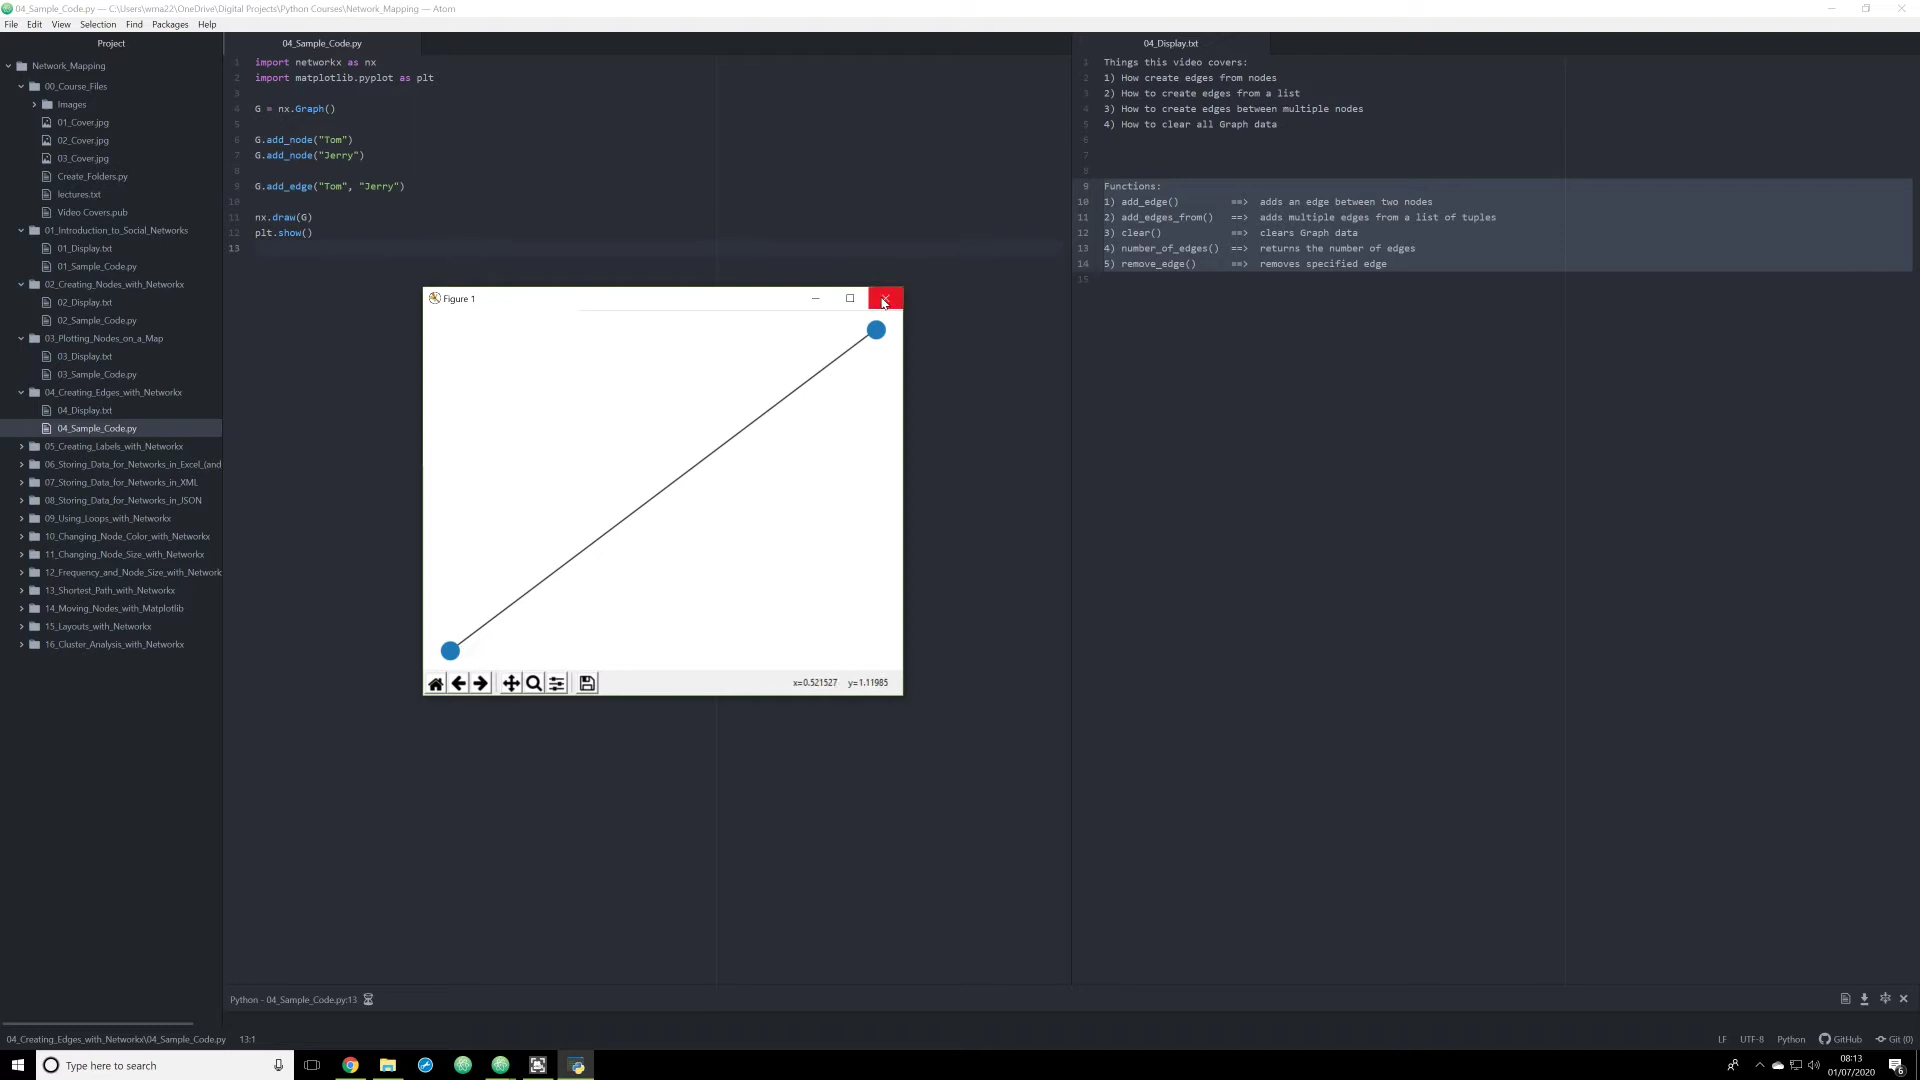 04_Sample_Code.py — C:\Users\wma22\OneDrive\Digital Projects\Python Courses\Network_Mapping — Atom
File Edit View Selection Find Packages Help
Project
Network_Mapping
00_Course_Files
Images
01_Cover.jpg
02_Cover.jpg
03_Cover.jpg
Create_Folders.py
lectures.txt
Video Covers.pub
01_Introduction_to_Social_Networks
01_Display.txt
01_Sample_Code.py
02_Creating_Nodes_with_Networkx
02_Display.txt
02_Sample_Code.py
03_Plotting_Nodes_on_a_Map
03_Display.txt
03_Sample_Code.py
04_Creating_Edges_with_Networkx
04_Display.txt
04_Sample_Code.py
05_Creating_Labels_with_Networkx
06_Storing_Data_for_Networks_in_Excel_(and
07_Storing_Data_for_Networks_in_XML
08_Storing_Data_for_Networks_in_JSON
09_Using_Loops_with_Networkx
10_Changing_Node_Color_with_Networkx
11_Changing_Node_Size_with_Networkx
12_Frequency_and_Node_Size_with_Network
13_Shortest_Path_with_Networkx
14_Moving_Nodes_with_Matplotlib
15_Layouts_with_Networkx
16_Cluster_Analysis_with_Networkx
04_Sample_Code.py
1 import networkx as nx
2 import matplotlib.pyplot as plt
3
4 G = nx.Graph()
5
6 G.add_node("Tom")
7 G.add_node("Jerry")
8
9 G.add_edge("Tom", "Jerry")
10
11 nx.draw(G)
12 plt.show()
13
Figure 1
x=0.521527 y=1.11985
04_Display.txt
1 Things this video covers:
2 1) How create edges from nodes
3 2) How to create edges from a list
4 3) How to create edges between multiple nodes
5 4) How to clear all Graph data
6
7
8
9 Functions:
10 1) add_edge() ==> adds an edge between two nodes
11 2) add_edges_from() ==> adds multiple edges from a list of tuples
12 3) clear() ==> clears Graph data
13 4) number_of_edges() ==> returns the number of edges
14 5) remove_edge() ==> removes specified edge
15
Python - 04_Sample_Code.py:13
04_Creating_Edges_with_Networkx\04_Sample_Code.py 13:1
LF UTF-8 Python GitHub Git (0)
Type here to search
08:13
01/07/2020
6